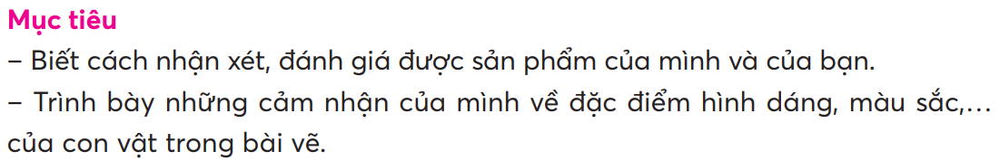 Mục tiêu
– Biết cách nhận xét, đánh giá được sản phẩm của mình và của bạn.
– Trình bày những cảm nhận của mình về đặc điểm hình dáng, màu sắc,…
của con vật trong bài vẽ.